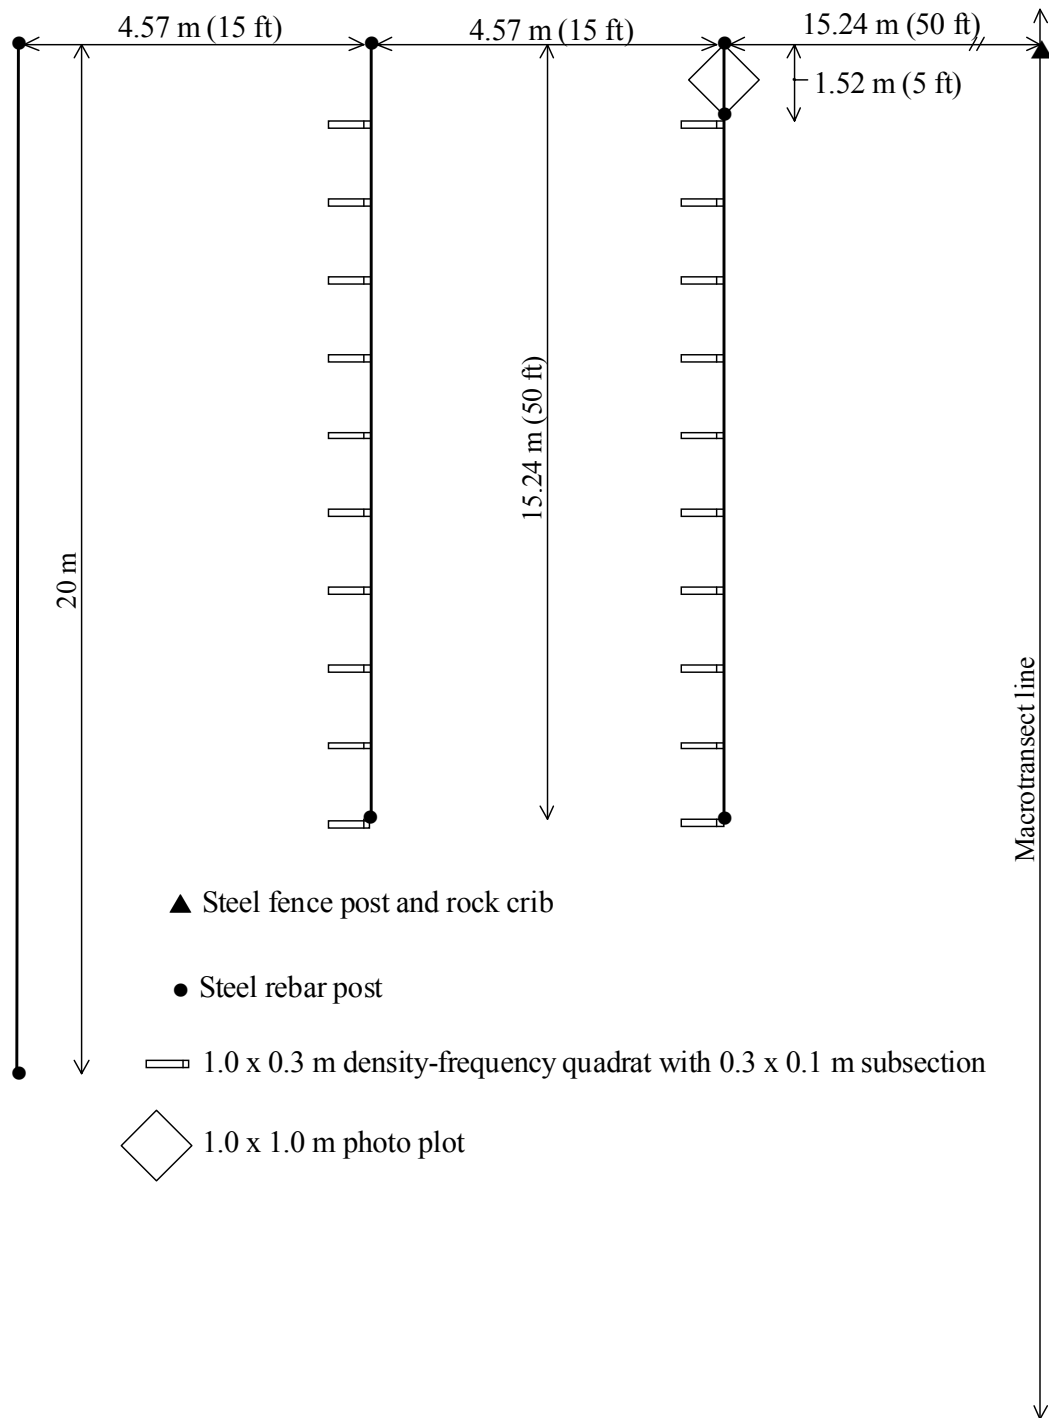 4.57 m (15 ft)
4.57 m (15 ft)
15.24 m (50 ft)
1.52 m (5 ft)
15.24 m (50 ft)
20 m
Macrotransect line
Steel fence post and rock crib
Steel rebar post
1.0 x 0.3 m density-frequency quadrat with 0.3 x 0.1 m subsection
1.0 x 1.0 m photo plot